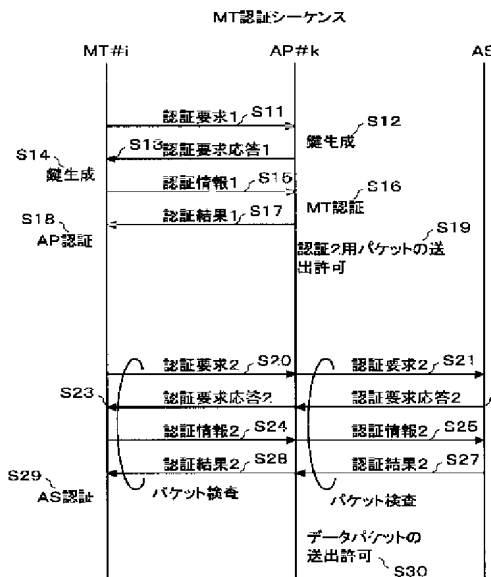 MT認証シーケンス
MT#i AP#k AS
認証要求1 S11
S12
鍵生成
S13 認証要求応答1
S14 鍵生成
認証情報1 S15
S16
MT認証
認証結果1 S17
S18
AP認証
S19
認証2用パケットの送
出許可
認証要求2 S20 認証要求2 S21
S23 認証要求応答2 認証要求応答2
認証情報2 S24 認証情報2 S25
認証結果2 S28 認証結果2 S27
S29
AS認証
パケット検査 パケット検査
データパケットの
送出許可 S30